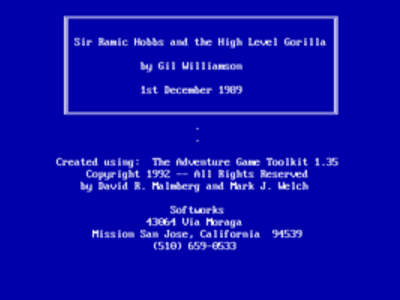 Sir Ramic Hobbs and the High Level Gorilla
by Gil Williamson
1st December 1989
.
.
Created using:  The Adventure Game Toolkit 1.35
Copyright 1992 -- All Rights Reserved
by David R. Malmberg and Mark J. Welch
Softworks
43064 Via Moraga
Mission San Jose, California  94539
(510) 659-0533